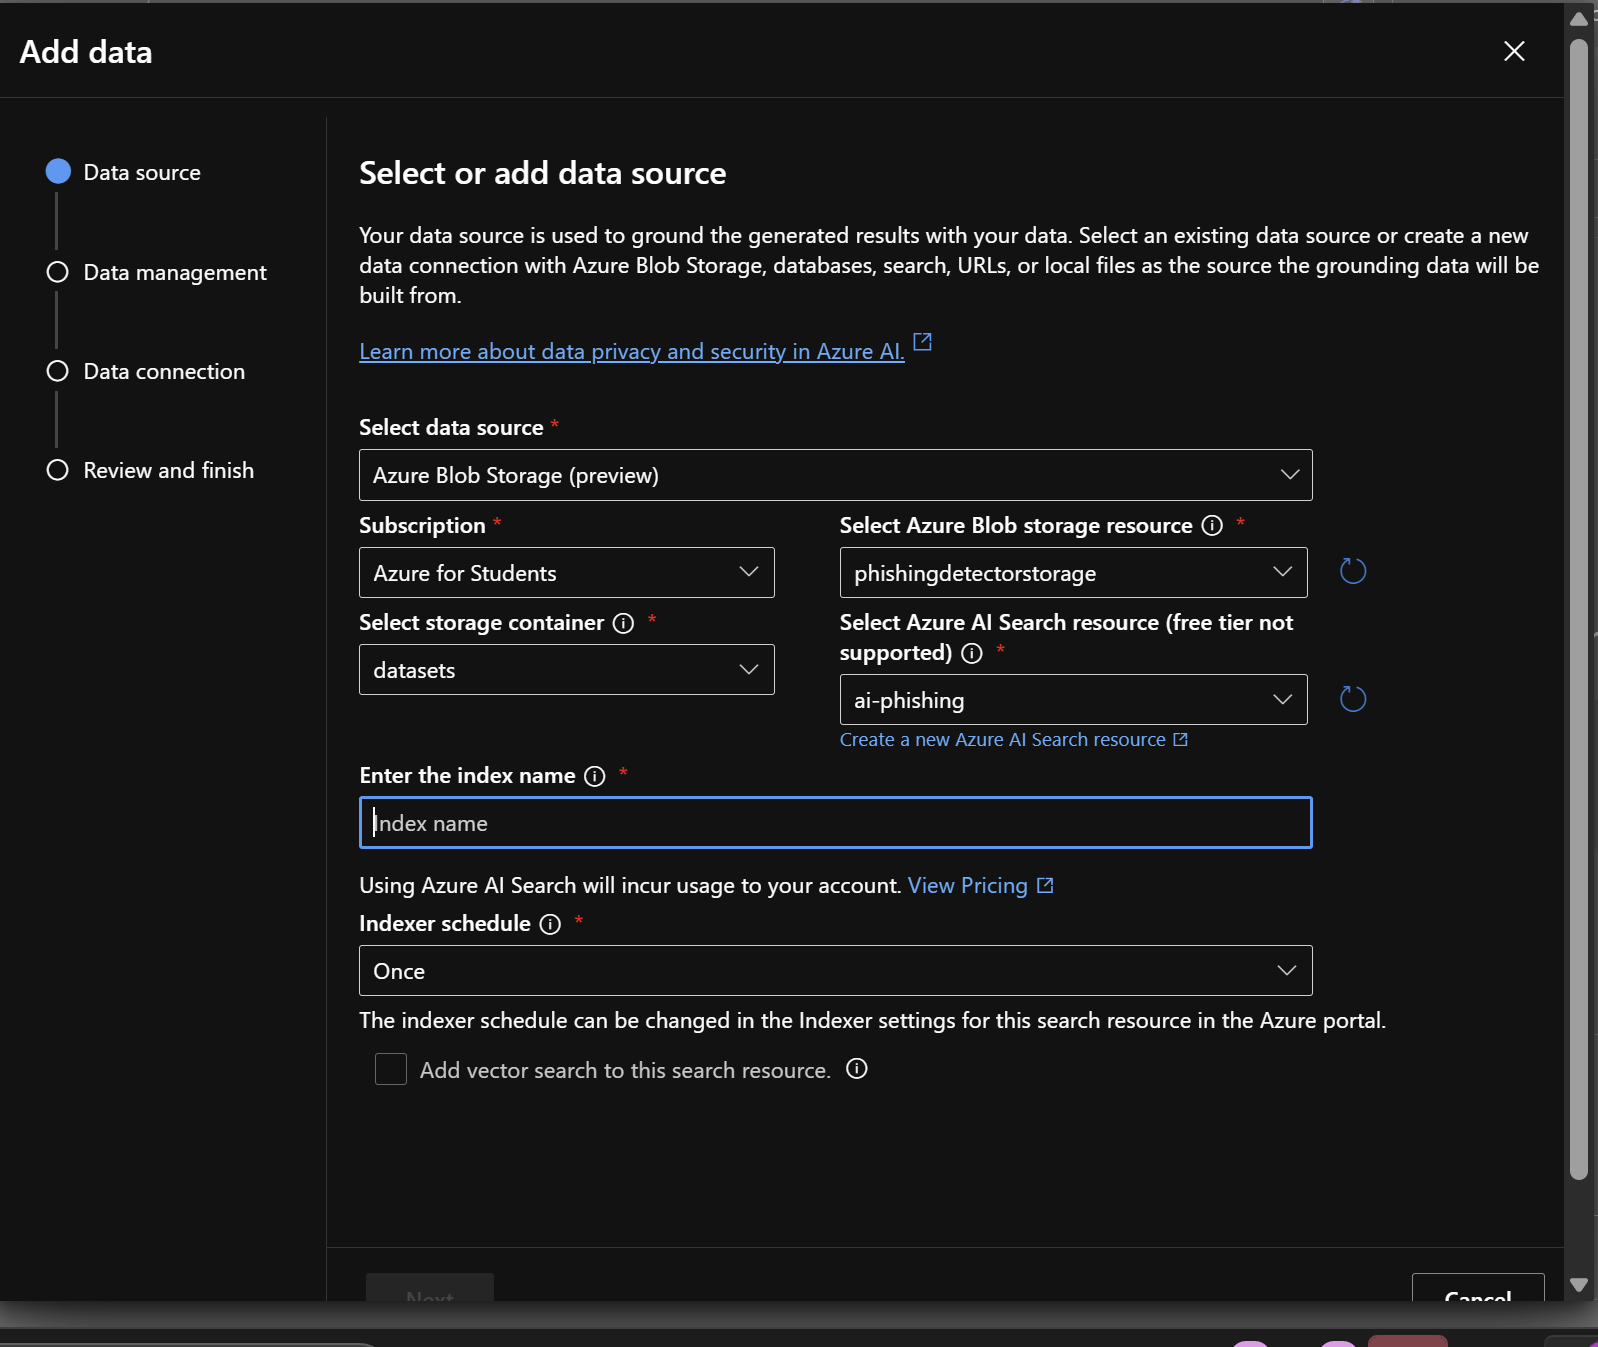 Add data
Data source
Data management
Data connection
Review and finish
Select or add data source
Your data source is used to ground the generated results with your data. Select an existing data source or create a new
data connection with Azure Blob Storage, databases, search, URLs, or local files as the source the grounding data will be
built from.
Learn more about data privacy and security in Azure AI.
Select data source *
Azure Blob Storage (preview)
Subscription *
Azure for Students
Select Azure Blob storage resource *
phishingdetectorstorage
Select storage container *
datasets
Select Azure AI Search resource (free tier not
supported) *
ai-phishing
Create a new Azure AI Search resource
Enter the index name *
Index name
Using Azure AI Search will incur usage to your account. View Pricing
Indexer schedule *
Once
The indexer schedule can be changed in the Indexer settings for this search resource in the Azure portal.
Add vector search to this search resource.
Next
Cancel